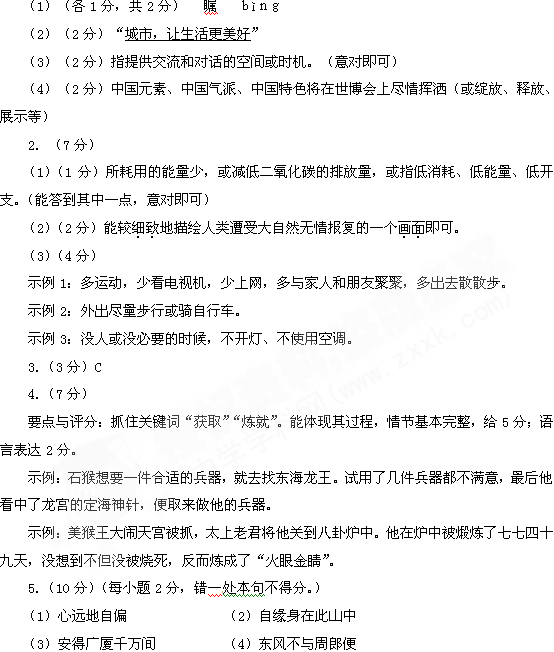 (1)（各1分，共2分） 瞩 bìng
(2)（2分）“城市，让生活更美好”
(3)（2分）指提供交流和对话的空间或时机。（意对即可）
(4)（2分）中国元素、中国气派、中国特色将在世博会上尽情挥洒（或绽放、释放、
展示等）
2.（7分）
(1)(1分)所耗用的能量少，或减低二氧化碳的排放量，或指低消耗、低能量、低开
支。（能答到其中一点，意对即可）
(2)(2分)能较细致地描绘人类遭受大自然无情报复的一个画面即可。
(3)(4分)
示例1：多运动，少看电视机，少上网，多与家人和朋友聚聚，多出去散散步。
示例2：外出尽量步行或骑自行车。
示例3：没人或没必要的时候，不开灯、不使用空调。
3.（3分）C
4.（7分）
要点与评分：抓住关键词“获取”“炼就”。能体现其过程，情节基本完整，给5分；语
言表达2分。
示例：石猴想要一件合适的兵器，就去找东海龙王。试用了几件兵器都不满意，最后他
看中了龙宫的定海神针，便取来做他的兵器。
示例：美猴王大闹天宫被抓，太上老君将他关到八卦炉中。他在炉中被煅炼了七七四十
九天，没想到不但没被烧死，反而炼成了“火眼金睛”。
5.（10分）（每小题2分，错一处本句不得分。）
(1) 心远地自偏 (2) 自缘身在此山中
(3) 安得广厦千万间 (4) 东风不与周郎便